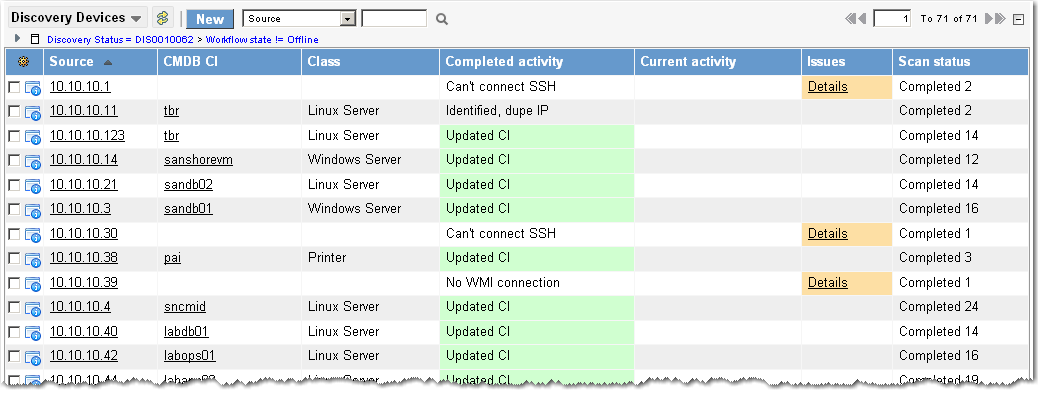 Discovery Devices New Source 1 To 71 of 71
Discovery Status = DIS0010062 > Workflow state != Offline
Source CMDB CI Class Completed activity Current activity Issues Scan status
10.10.10.1 Can't connect SSH Details Completed 2
10.10.10.11 tbr Linux Server Identified, dupe IP Completed 2
10.10.10.123 tbr Linux Server Updated CI Completed 14
10.10.10.14 sanshorevm Windows Server Updated CI Completed 12
10.10.10.21 sandb02 Linux Server Updated CI Completed 14
10.10.10.3 sandb01 Windows Server Updated CI Completed 16
10.10.10.30 Can't connect SSH Details Completed 1
10.10.10.38 pai Printer Updated CI Completed 3
10.10.10.39 No WMI connection Details Completed 1
10.10.10.4 sncmid Linux Server Updated CI Completed 24
10.10.10.40 labdb01 Linux Server Updated CI Completed 14
10.10.10.42 labops01 Linux Server Updated CI Completed 16
10.10.10.44 Linux Server Updated CI Completed 19